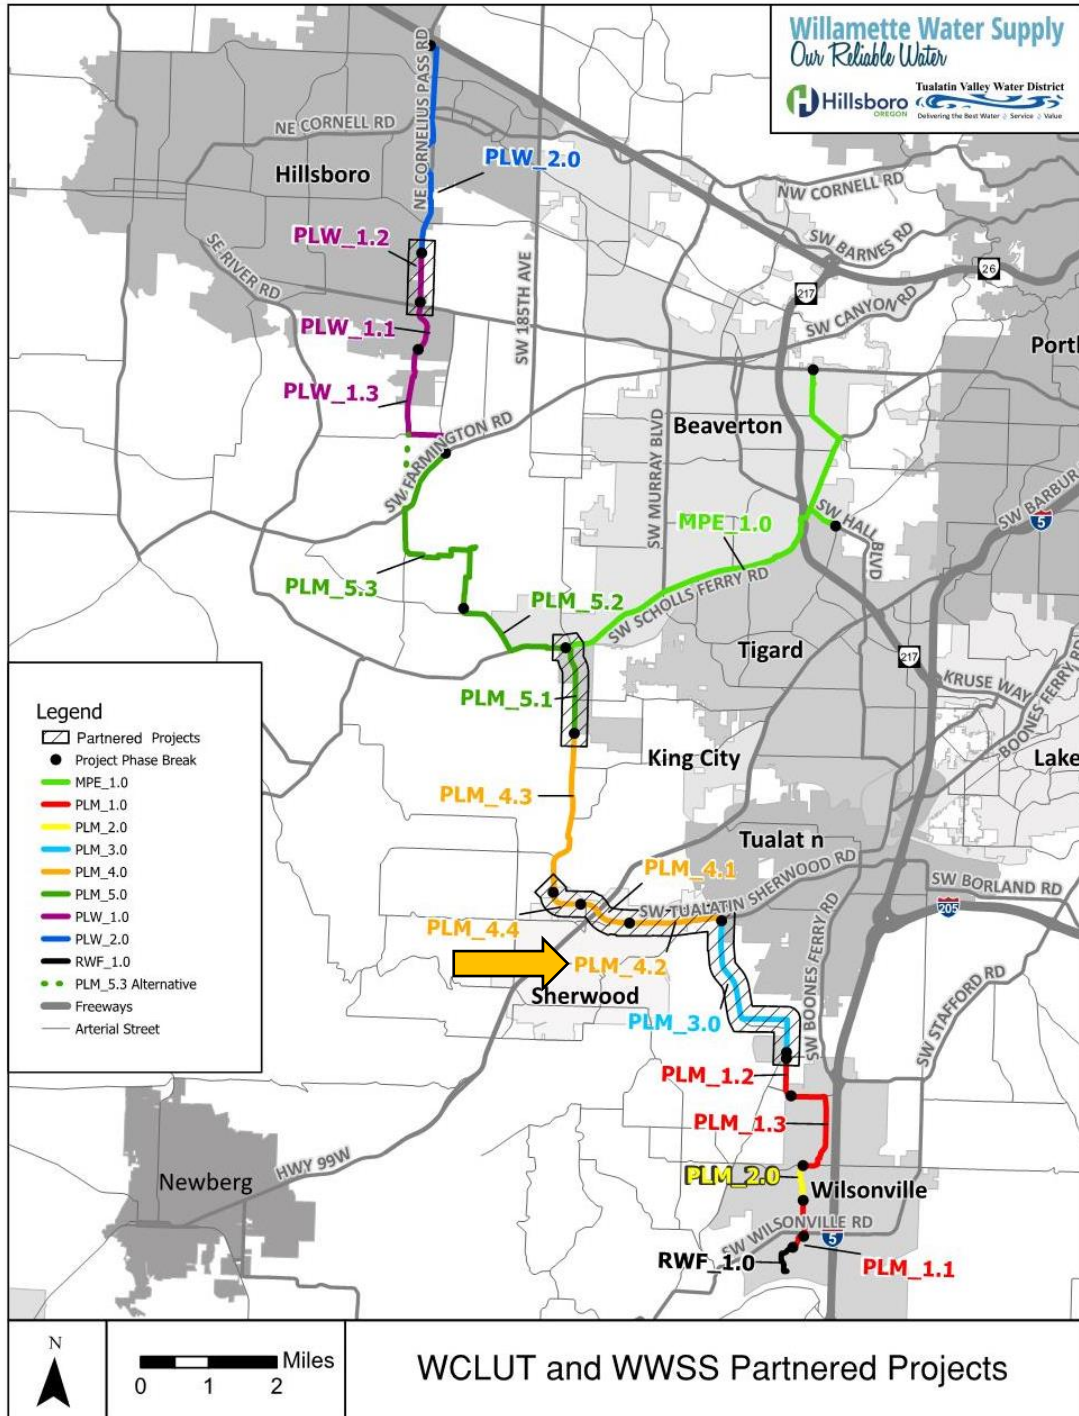 Willamette Water Supply
Our Reliable Water
Hillsboro
OREGON
Tualatin Valley Water District
Delivering the Best Water Service Value
NE CORNELIUS PASS RD
NE CORNELL RD
PLW_2.0
Hillsboro
NW CORNELL RD
SW BARNES RD
PLW_1.2
SE RIVER RD
SW 185TH AVE
26
217
SW CANYON RD
PLW_1.1
Portl
PLW_1.3
SW MURRAY BLVD
Beaverton
SW FARMINGTON RD
SW BARBUR
5
MPE_1.0
SW HALL BLVD
PLM_5.3
PLM_5.2
SW SCHOLLS FERRY RD
Tigard
217
KRUSE WAY
BOONES FERRY RD
PLM_5.1
King City
Lake
PLM_4.3
Tualat n
PLM_4.1
SW TUALATIN SHERWOOD RD
SW BORLAND RD
205
PLM_4.4
PLM_4.2
SW BOONES FERRY RD
SW STAFFORD RD
Sherwood
PLM_3.0
PLM_1.2
PLM_1.3
HWY 99W
Newberg
PLM_2.0
Wilsonville
SW WILSONVILLE RD
5
RWF_1.0
PLM_1.1
Legend
Partnered Projects
Project Phase Break
MPE_1.0
PLM_1.0
PLM_2.0
PLM_3.0
PLM_4.0
PLM_5.0
PLW_1.0
PLW_2.0
RWF_1.0
PLM_5.3 Alternative
Freeways
Arterial Street
N
Miles
0 1 2
WCLUT and WWSS Partnered Projects